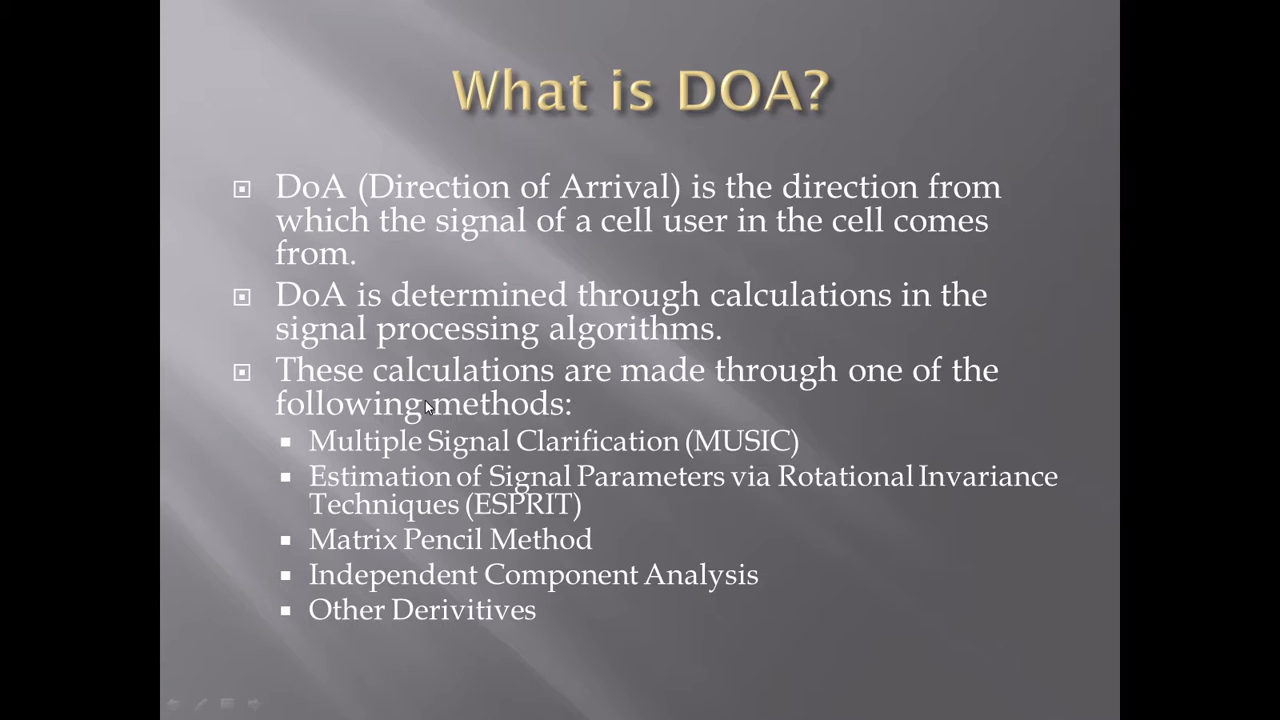 What is DOA?
DoA (Direction of Arrival) is the direction from
which the signal of a cell user in the cell comes
from.
DoA is determined through calculations in the
signal processing algorithms.
These calculations are made through one of the
following methods:
Multiple Signal Clarification (MUSIC)
Estimation of Signal Parameters via Rotational Invariance
Techniques (ESPRIT)
Matrix Pencil Method
Independent Component Analysis
Other Derivitives